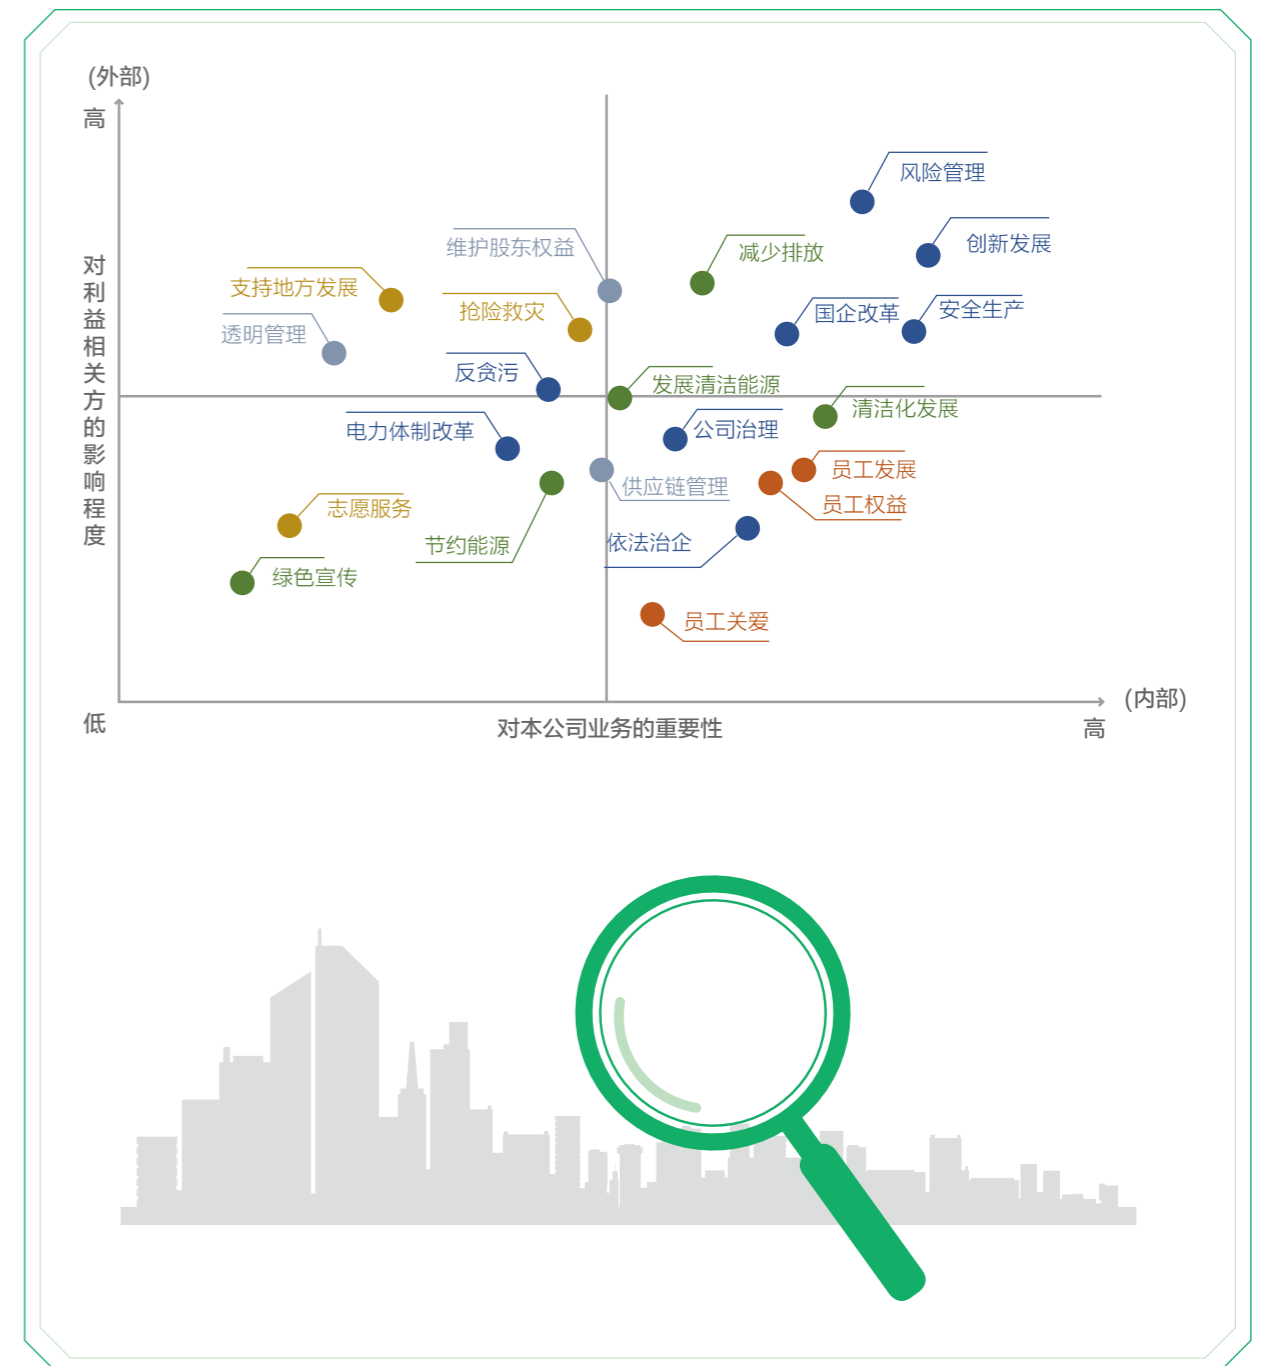 (外部)
高
对利益相关方的影响程度
风险管理
创新发展
维护股东权益
减少排放
支持地方发展
抢险救灾
国企改革
安全生产
透明管理
反贪污
发展清洁能源
清洁化发展
电力体制改革
公司治理
员工发展
供应链管理
员工权益
志愿服务
节约能源
依法治企
绿色宣传
员工关爱
(内部)
低
对本公司业务的重要性
高